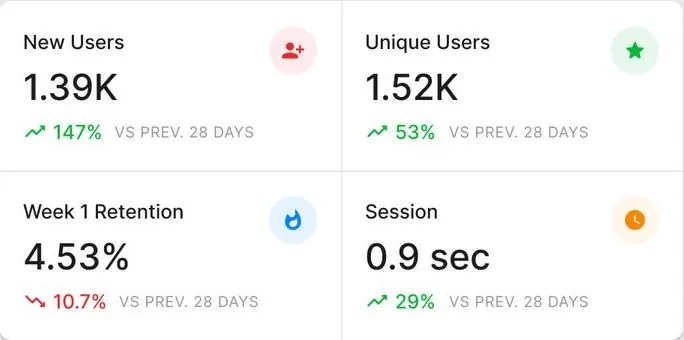 New Users
1.39K
147% VS PREV. 28 DAYS
Unique Users
1.52K
53% VS PREV. 28 DAYS
Week 1 Retention
4.53%
10.7% VS PREV. 28 DAYS
Session
0.9 sec
29% VS PREV. 28 DAYS